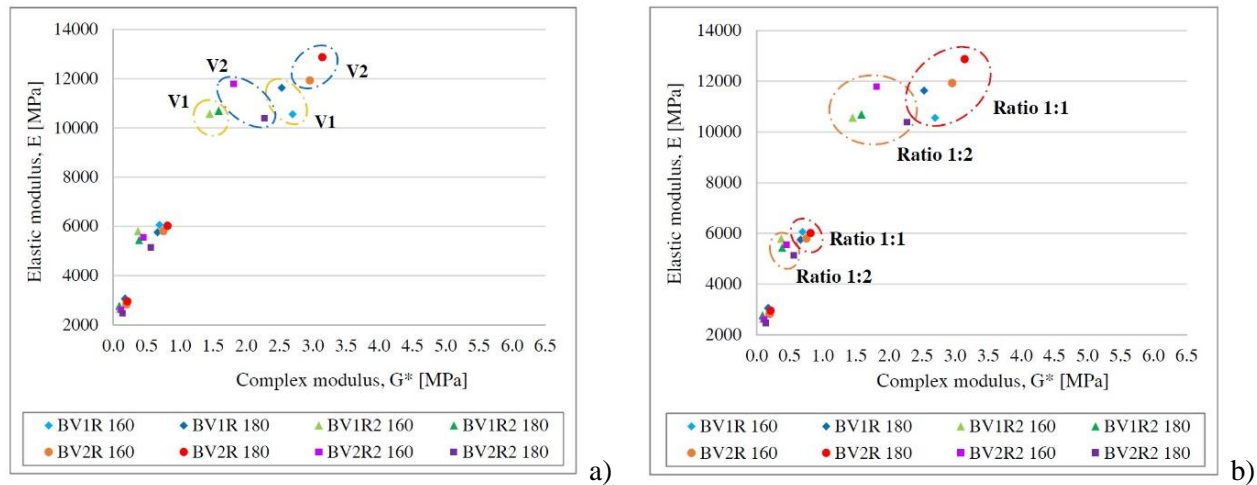 14000
12000
10000
8000
6000
4000
2000
Elastic modulus, E [MPa]
V2
V2
V1
V1
0.0 0.5 1.0 1.5 2.0 2.5 3.0 3.5 4.0 4.5 5.0 5.5 6.0 6.5
Complex modulus, G* [MPa]
BV1R 160 BV1R 180 BV1R2 160 BV1R2 180
BV2R 160 BV2R 180 BV2R2 160 BV2R2 180
a)
14000
12000
10000
8000
6000
4000
2000
Elastic modulus, E [MPa]
Ratio 1:1
Ratio 1:2
Ratio 1:1
Ratio 1:2
0.0 0.5 1.0 1.5 2.0 2.5 3.0 3.5 4.0 4.5 5.0 5.5 6.0 6.5
Complex modulus, G* [MPa]
BV1R 160 BV1R 180 BV1R2 160 BV1R2 180
BV2R 160 BV2R 180 BV2R2 160 BV2R2 180
b)